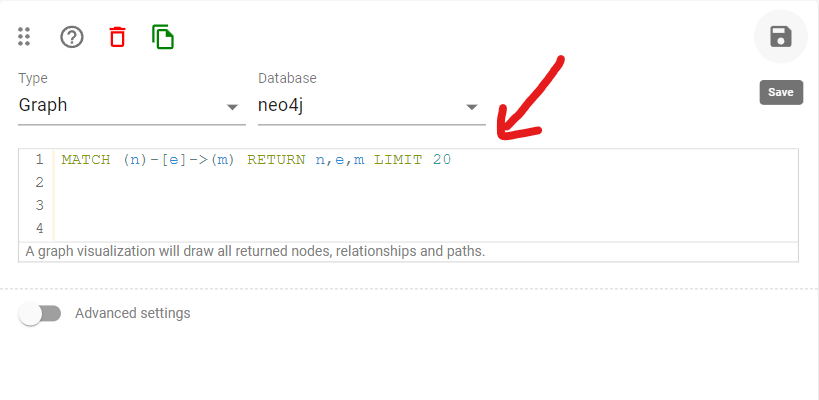 Type
Database
Graph
neo4j
Save
1 MATCH (n)-[e]->(m) RETURN n,e,m LIMIT 20
2
3
4
A graph visualization will draw all returned nodes, relationships and paths.
Advanced settings